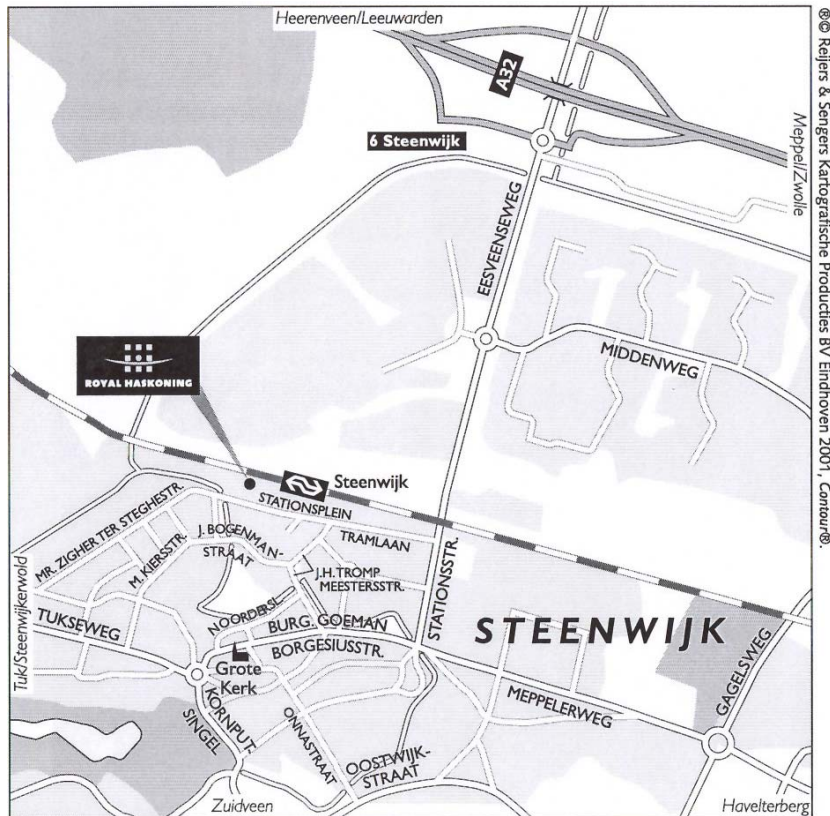 Heerenveen/Leeuwarden
A32
6 Steenwijk
Meppel/Zwolle
®© Reijers & Sengers Kartografische Producties BV Eindhoven 2001, Contour®.
EESVEENSEWEG
MIDDENWEG
ROYAL HASKONING
Steenwijk
STATIONSPLEIN
TRAMLAAN
STATIONSSTR.
MR. ZIGHER TER STEGHESTR.
M. KIERSSTR.
J. BOGENMAN-
STRAAT
J.H. TROMP
MEESTERSSTR.
NOORDERSL.
BURG. GOEMAN
BORGESIUSSTR.
STEENWIJK
GAGELSWEG
Tuk/Steenwijkerwold
TUKSEWEG
Grote
Kerk
MEPPELERWEG
KORNPUT-
SINGEL
ONNASTRAAT
OOSTWIJK-
STRAAT
Zuidveen
Havelterberg